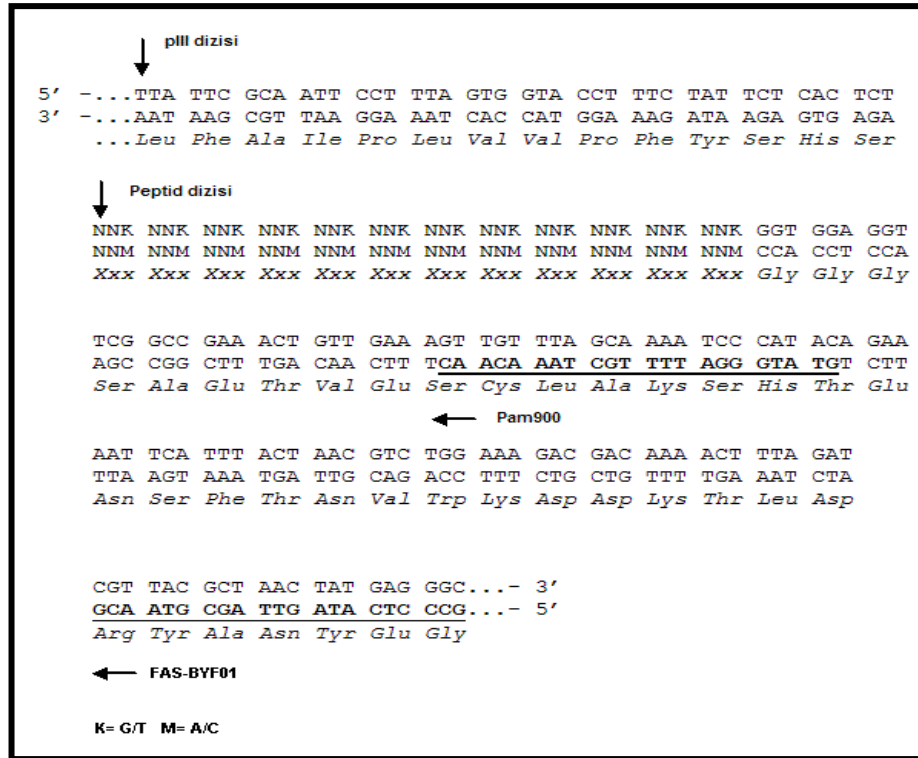 pIII dizisi
5’ –...TTA TTC GCA ATT CCT TTA GTG GTA CCT TTC TAT TCT CAC TCT
3’ –...AAT AAG CGT TAA GGA AAT CAC CAT GGA AAG ATA AGA GTG AGA
...Leu Phe Ala Ile Pro Leu Val Val Pro Phe Tyr Ser His Ser
Peptid dizisi
NNK NNK NNK NNK NNK NNK NNK NNK NNK NNK NNK NNK GGT GGA GGT
NNM NNM NNM NNM NNM NNM NNM NNM NNM NNM NNM NNM CCA CCT CCA
Xxx Xxx Xxx Xxx Xxx Xxx Xxx Xxx Xxx Xxx Xxx Xxx Gly Gly Gly
TCG GCC GAA ACT GTT GAA AGT TGT TTA GCA AAA TCC CAT ACA GAA
AGC CGG CTT TGA CAA CTT TCA ACA AAT CGT TTT AGG GTA TGT CTT
Ser Ala Glu Thr Val Glu Ser Cys Leu Ala Lys Ser His Thr Glu
Pam900
AAT TCA TTT ACT AAC GTC TGG AAA GAC GAC AAA ACT TTA GAT
TTA AGT AAA TGA TTG CAG ACC TTT CTG CTG TTT TGA AAT CTA
Asn Ser Phe Thr Asn Val Trp Lys Asp Asp Lys Thr Leu Asp
CGT TAC GCT AAC TAT GAG GGC...– 3’
GCA ATG CGA TTG ATA CTC CCG...– 5’
Arg Tyr Ala Asn Tyr Glu Gly
FAS-BYF01
K= G/T M= A/C